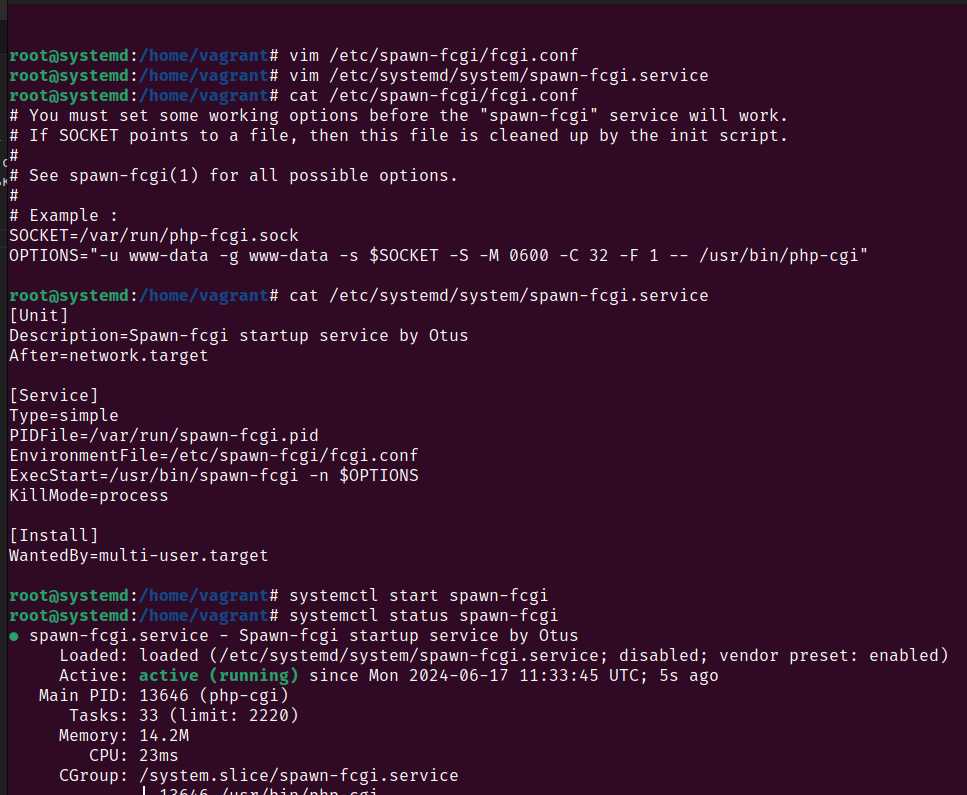 root@systemd:/home/vagrant# vim /etc/spawn-fcgi/fcgi.conf
root@systemd:/home/vagrant# vim /etc/systemd/system/spawn-fcgi.service
root@systemd:/home/vagrant# cat /etc/spawn-fcgi/fcgi.conf
# You must set some working options before the "spawn-fcgi" service will work.
# If SOCKET points to a file, then this file is cleaned up by the init script.
#
# See spawn-fcgi(1) for all possible options.
#
# Example :
SOCKET=/var/run/php-fcgi.sock
OPTIONS="-u www-data -g www-data -s $SOCKET -S -M 0600 -C 32 -F 1 -- /usr/bin/php-cgi"
root@systemd:/home/vagrant# cat /etc/systemd/system/spawn-fcgi.service
[Unit]
Description=Spawn-fcgi startup service by Otus
After=network.target
[Service]
Type=simple
PIDFile=/var/run/spawn-fcgi.pid
EnvironmentFile=/etc/spawn-fcgi/fcgi.conf
ExecStart=/usr/bin/spawn-fcgi -n $OPTIONS
KillMode=process
[Install]
WantedBy=multi-user.target
root@systemd:/home/vagrant# systemctl start spawn-fcgi
root@systemd:/home/vagrant# systemctl status spawn-fcgi
● spawn-fcgi.service - Spawn-fcgi startup service by Otus
Loaded: loaded (/etc/systemd/system/spawn-fcgi.service; disabled; vendor preset: enabled)
Active: active (running) since Mon 2024-06-17 11:33:45 UTC; 5s ago
Main PID: 13646 (php-cgi)
Tasks: 33 (limit: 2220)
Memory: 14.2M
CPU: 23ms
CGroup: /system.slice/spawn-fcgi.service
13646 /usr/bin/php-cgi